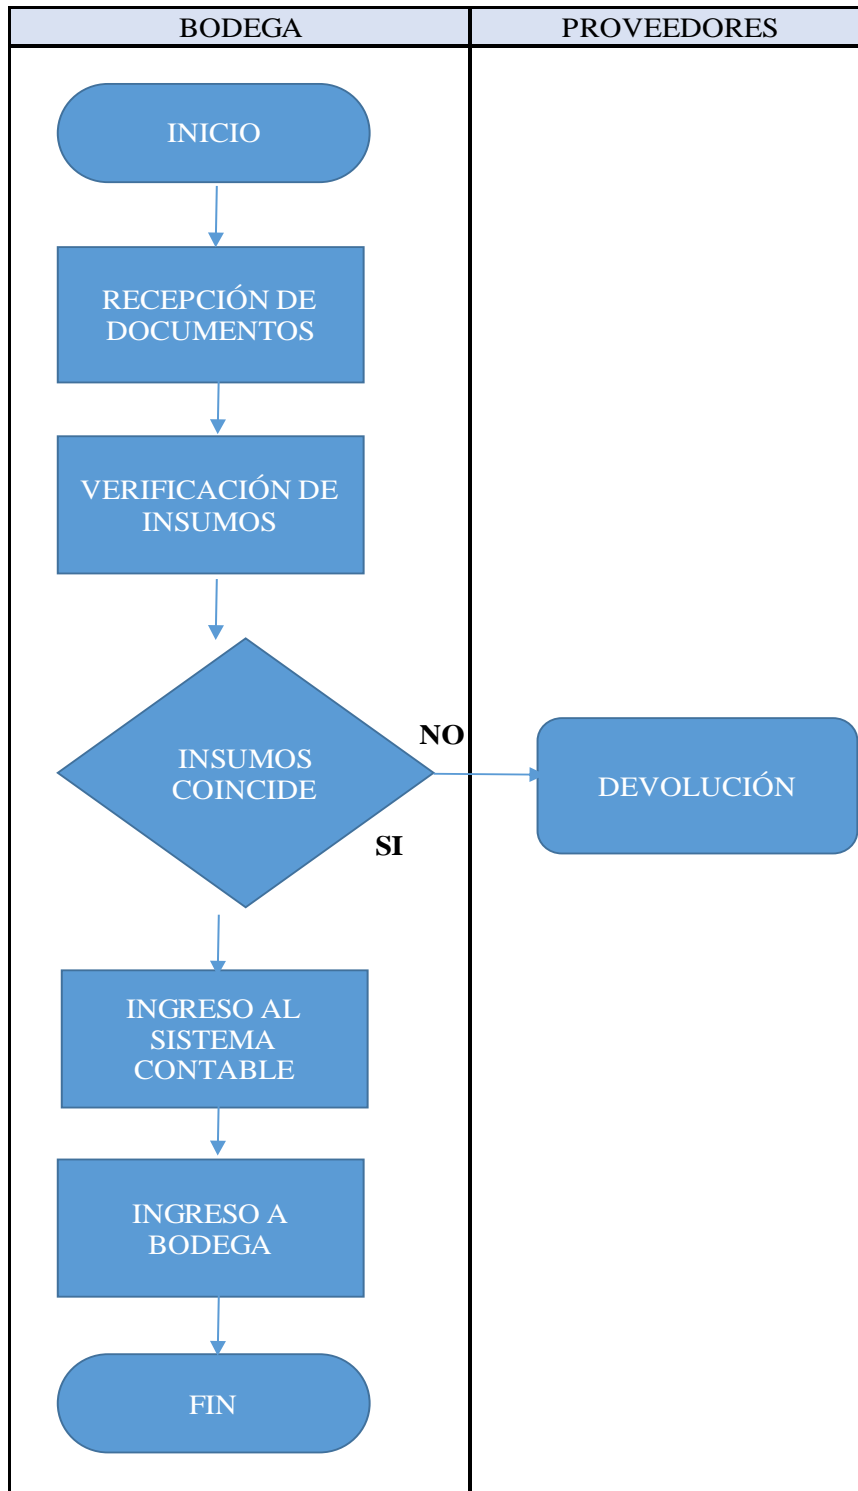 BODEGA
PROVEEDORES
INICIO
RECEPCIÓN DE
DOCUMENTOS
VERIFICACIÓN DE
INSUMOS
INSUMOS
COINCIDE
NO
DEVOLUCIÓN
SI
INGRESO AL
SISTEMA
CONTABLE
INGRESO A
BODEGA
FIN